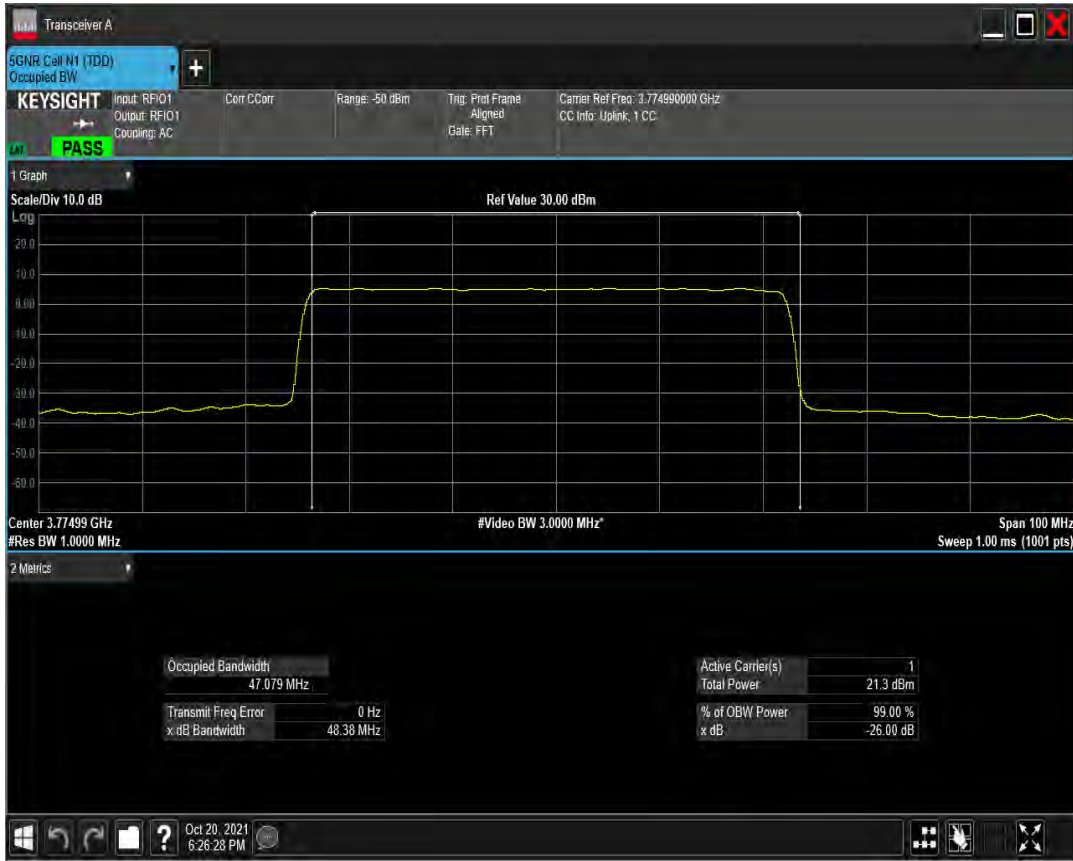 Transceiver A
5GNR Cell N1 (TDD)
Occupied BW
+
KEYSIGHT
Input: RFIO1
Output: RFIO1
Coupling: AC
Corr CCorr
Range: -50 dBm
Trig: Prot Frame
Aligned
Gate: FFT
Carrier Ref Freq: 3.774990000 GHz
CC Info: Uplink, 1 CC
PASS
1 Graph
Scale/Div 10.0 dB
Ref Value 30.00 dBm
Log
20.0
10.0
0.00
-10.0
-20.0
-30.0
-40.0
-50.0
-60.0
Center 3.77499 GHz
#Video BW 3.0000 MHz*
Span 100 MHz
#Res BW 1.0000 MHz
Sweep 1.00 ms (1001 pts)
2 Metrics
Occupied Bandwidth
47.079 MHz
Transmit Freq Error 0 Hz
x dB Bandwidth 48.38 MHz
Active Carrier(s) 1
Total Power 21.3 dBm
% of OBW Power 99.00 %
x dB -26.00 dB
?
Oct 20, 2021
6:26:28 PM